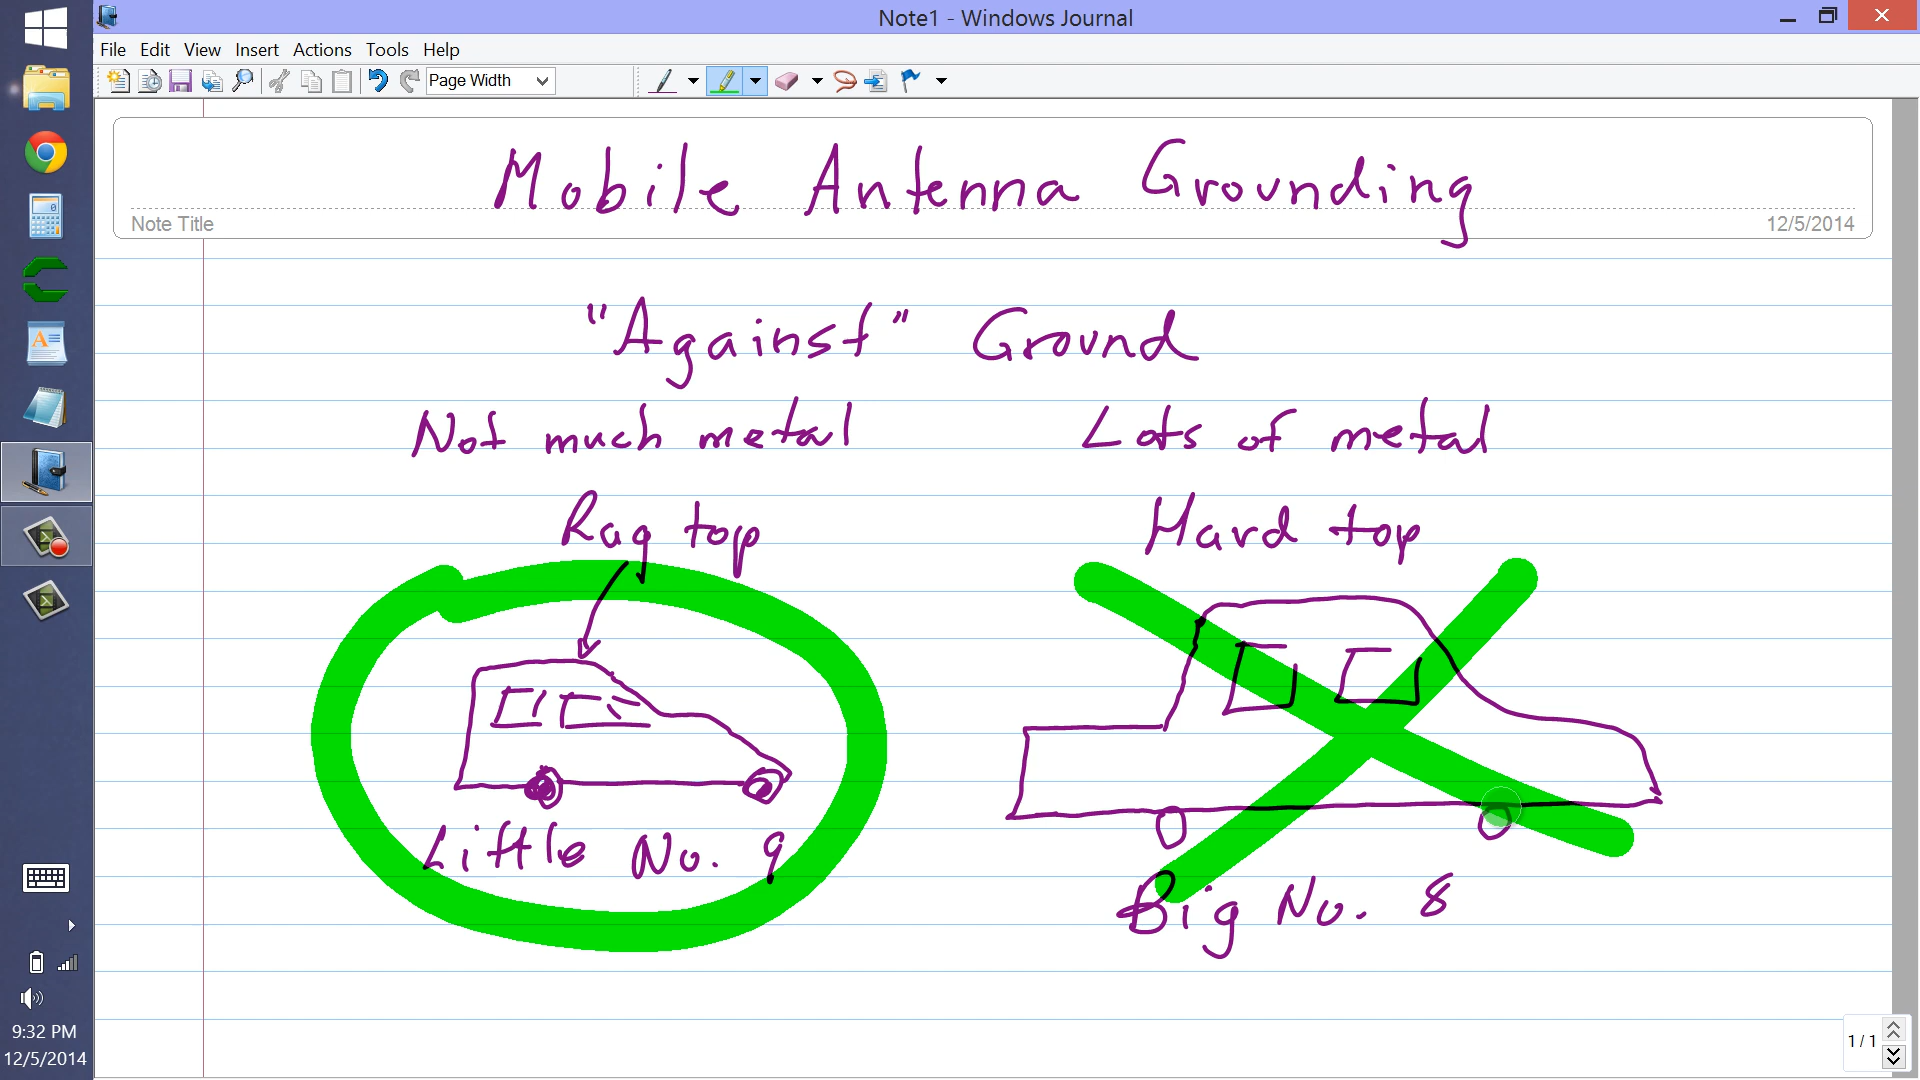 Note1 - Windows Journal
File Edit View Insert Actions Tools Help
Page Width
Mobile Antenna Grounding
Note Title
12/5/2014
"Against" Ground
Not much metal Lots of metal
Rag top Hard top
Little No. 9
Big No. 8
9:32 PM
12/5/2014
1 / 1